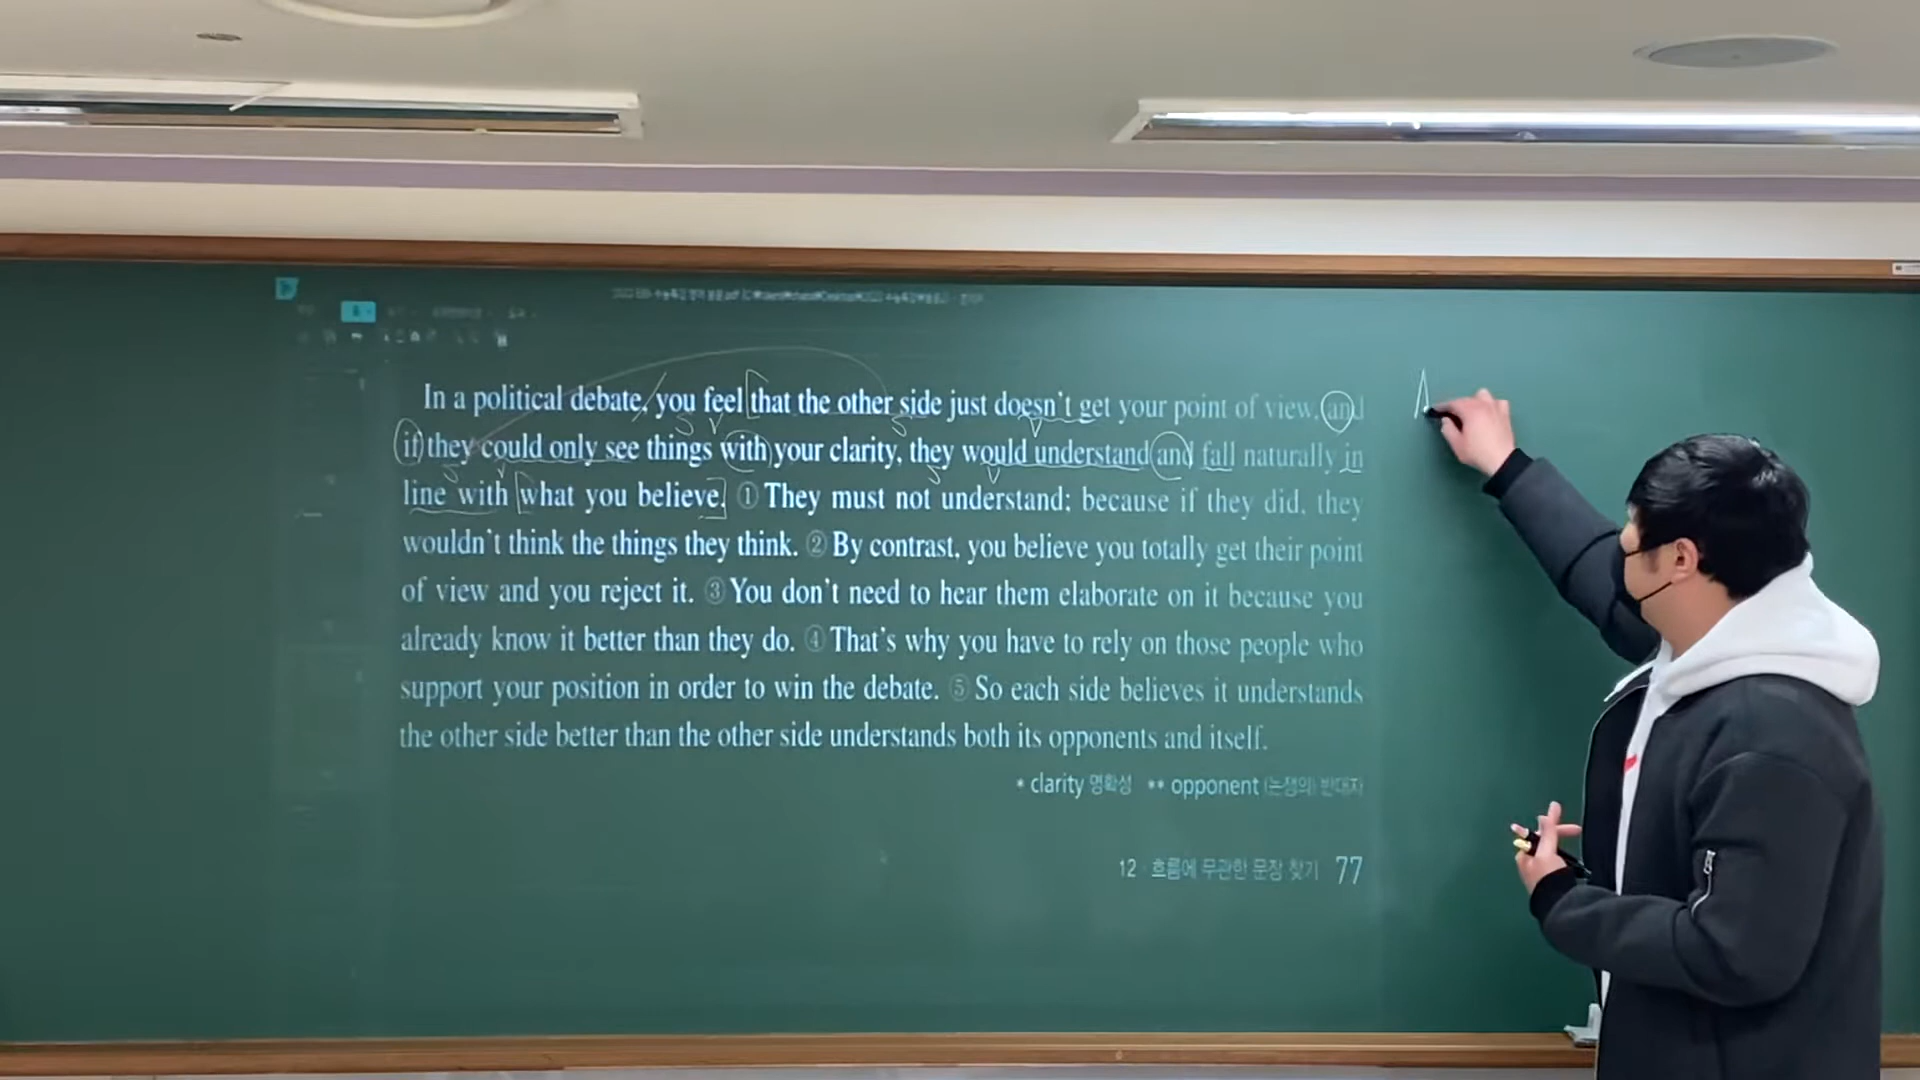 In a political debate, you feel that the other side just doesn't get your point of view, and
if they could only see things with your clarity, they would understand and fall naturally in
line with what you believe. ① They must not understand: because if they did, they
wouldn't think the things they think. ② By contrast, you believe you totally get their point
of view and you reject it. ③ You don't need to hear them elaborate on it because you
already know it better than they do. ④ That's why you have to rely on those people who
support your position in order to win the debate. ⑤ So each side believes it understands
the other side better than the other side understands both its opponents and itself.
* clarity 명확성 ** opponent (논쟁의) 반대자
12 · 흐름에 무관한 문장 찾기 77